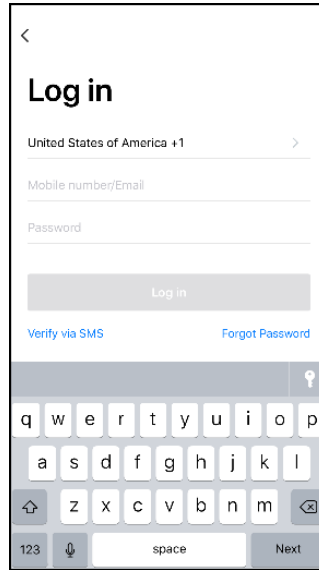 Log in
United States of America +1
Mobile number/Email
Password
Log in
Verify via SMS Forgot Password
q w e r t y u i o p
a s d f g h j k l
z x c v b n m
123 space Next